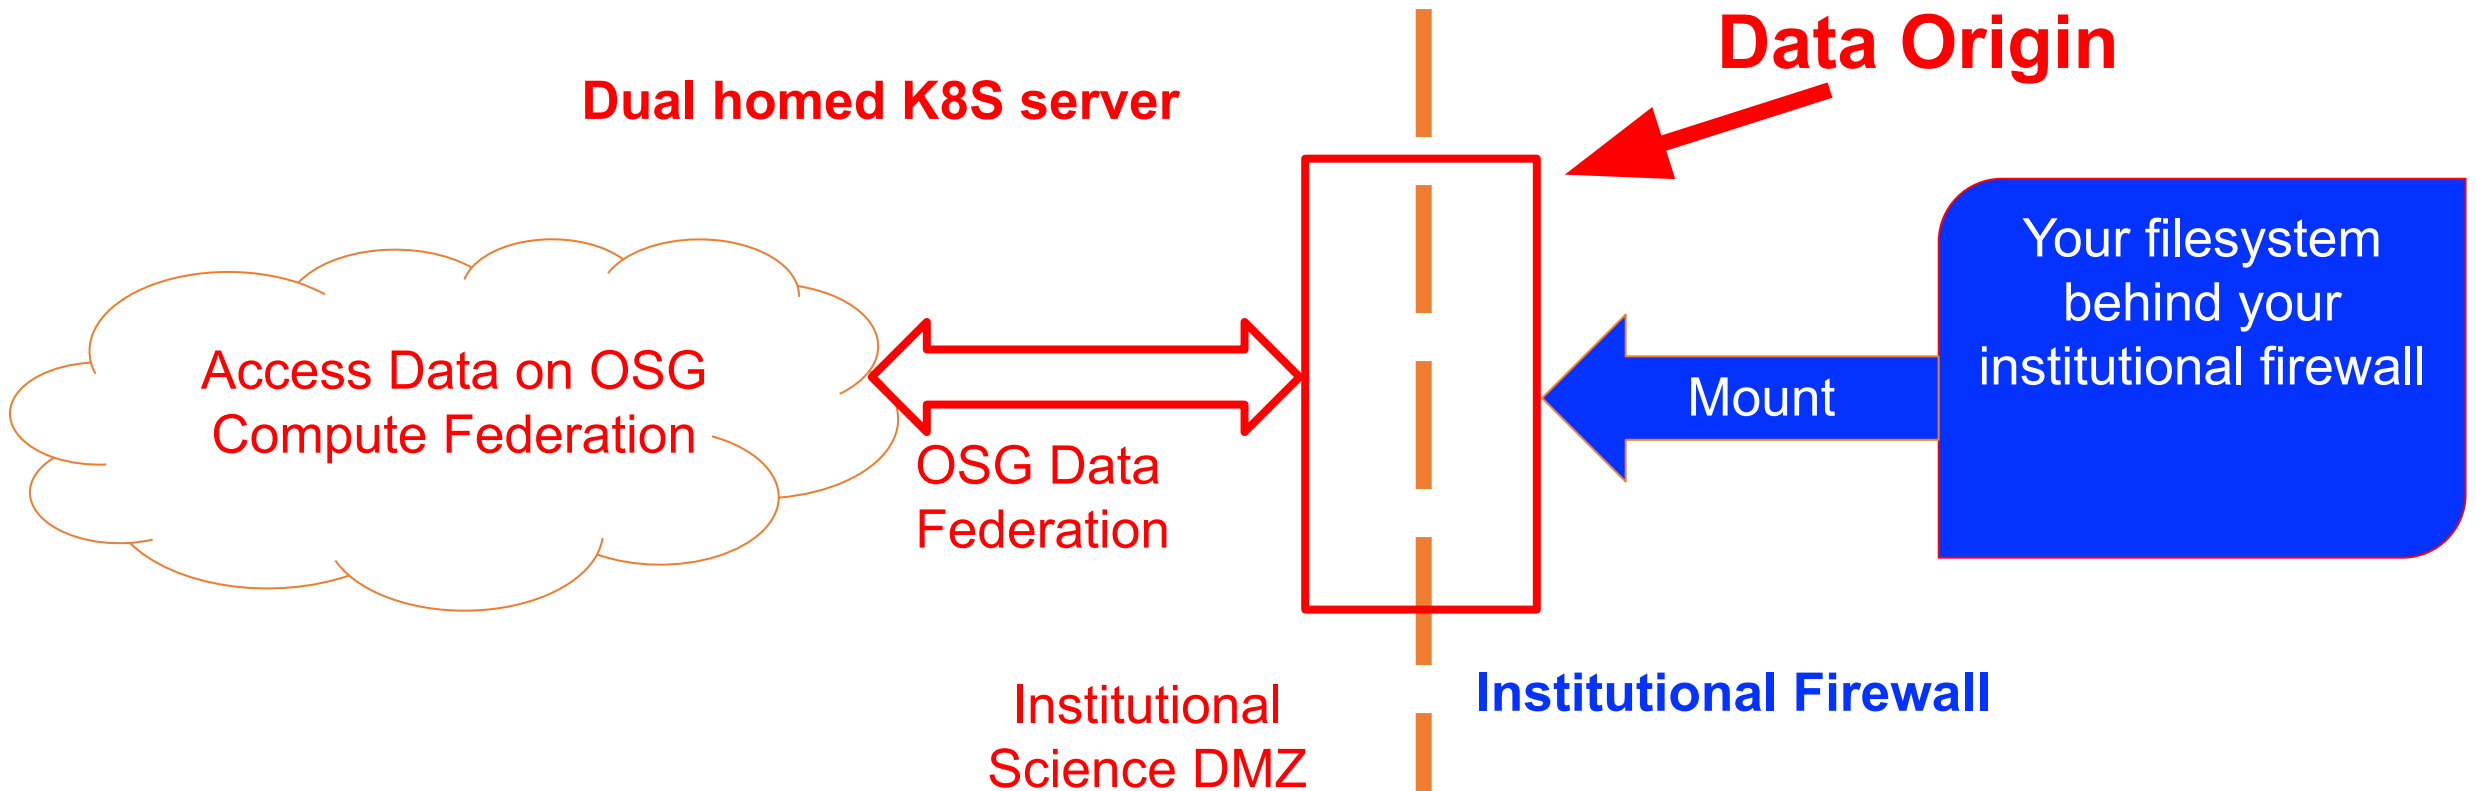 Data Origin
Dual homed K8S server
Your filesystem
behind your
institutional firewall
Access Data on OSG
Compute Federation
Mount
OSG Data
Federation
Institutional Firewall
Institutional
Science DMZ